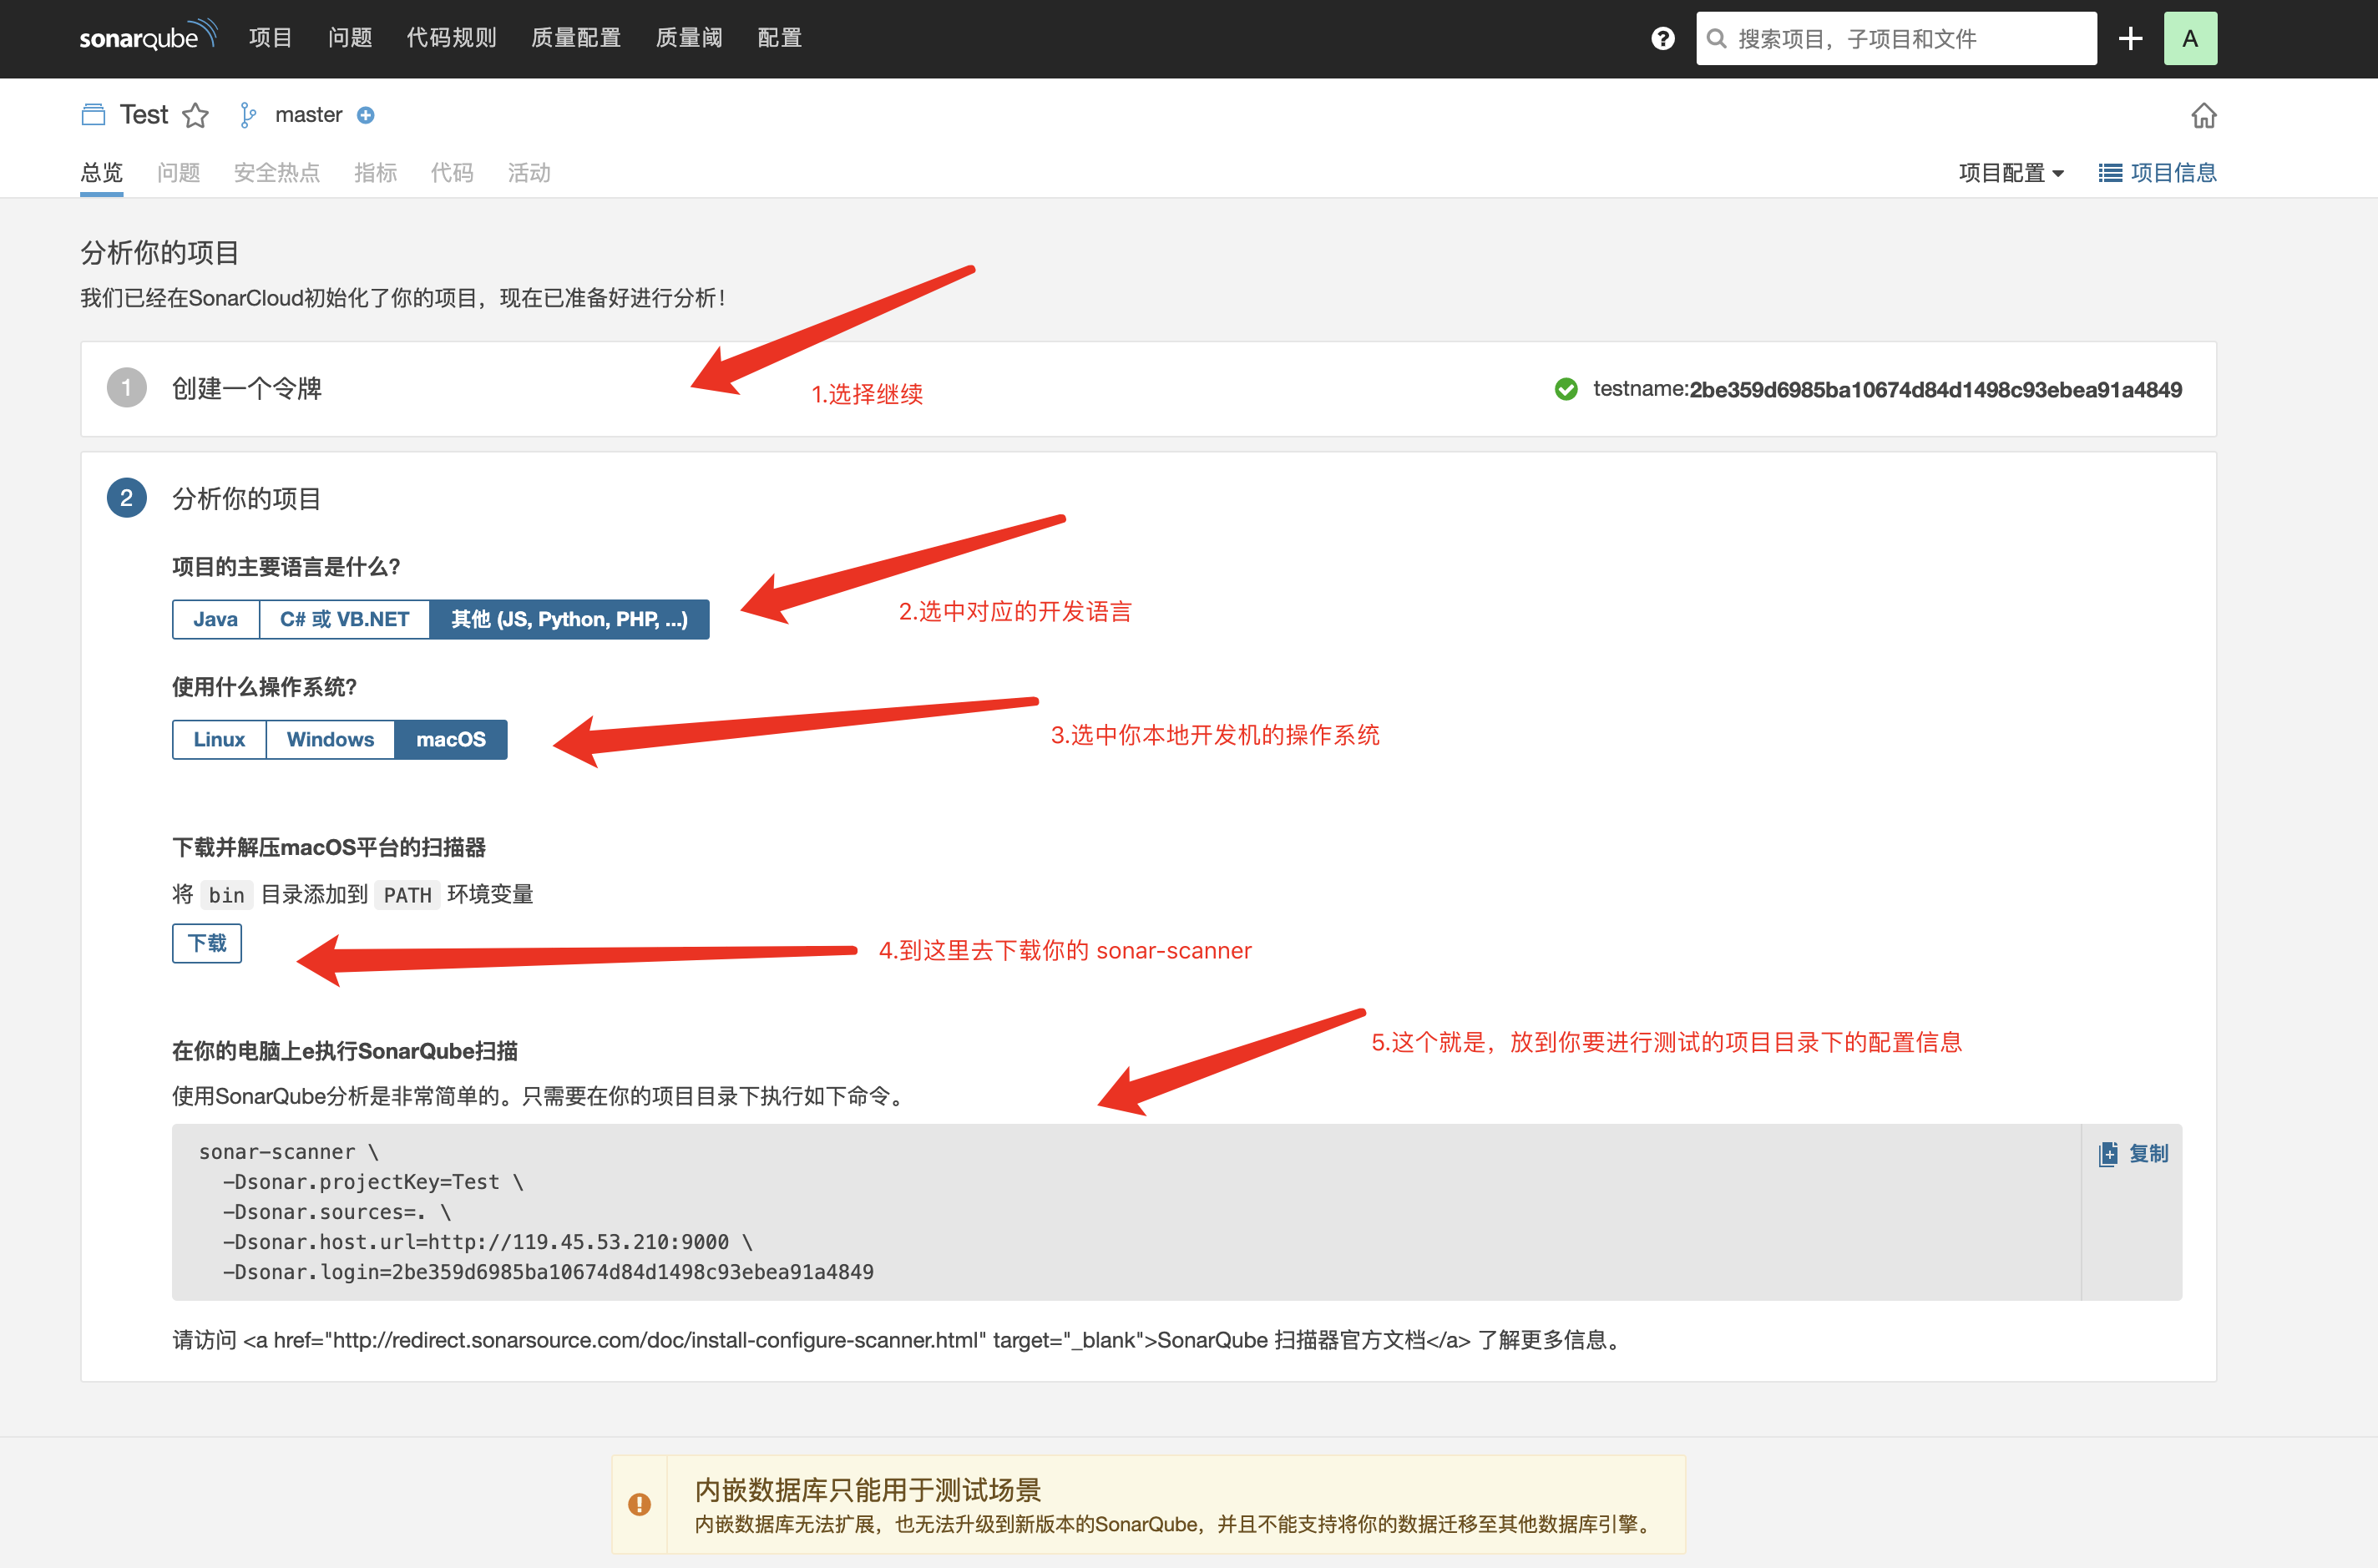 sonarqube 项目 问题 代码规则 质量配置 质量阈 配置 搜索项目，子项目和文件 A
Test master
总览 问题 安全热点 指标 代码 活动 项目配置 项目信息
分析你的项目
我们已经在SonarCloud初始化了你的项目，现在已准备好进行分析！
1 创建一个令牌 1.选择继续 testname:2be359d6985ba10674d84d1498c93ebea91a4849
2 分析你的项目
项目的主要语言是什么？
Java C# 或 VB.NET 其他 (JS, Python, PHP, ...) 2.选中对应的开发语言
使用什么操作系统？
Linux Windows macOS 3.选中你本地开发机的操作系统
下载并解压macOS平台的扫描器
将 bin 目录添加到 PATH 环境变量
下载 4.到这里去下载你的 sonar-scanner
在你的电脑上e执行SonarQube扫描 5.这个就是，放到你要进行测试的项目目录下的配置信息
使用SonarQube分析是非常简单的。只需要在你的项目目录下执行如下命令。
sonar-scanner \ 复制
-Dsonar.projectKey=Test \
-Dsonar.sources=. \
-Dsonar.host.url=http://119.45.53.210:9000 \
-Dsonar.login=2be359d6985ba10674d84d1498c93ebea91a4849
请访问 <a href="http://redirect.sonarsource.com/doc/install-configure-scanner.html" target="_blank">SonarQube 扫描器官方文档</a> 了解更多信息。
内嵌数据库只能用于测试场景
内嵌数据库无法扩展，也无法升级到新版本的SonarQube，并且不能支持将你的数据迁移至其他数据库引擎。